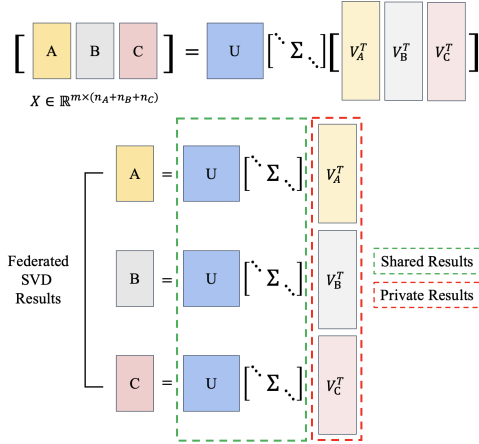 [ A B C ] = U [⋱ Σ ⋱] [ V_A^T V_B^T V_C^T ]
X ∈ ℝ^{m×(n_A+n_B+n_C)}
A = U [⋱ Σ ⋱] V_A^T
Federated
SVD
Results
B = U [⋱ Σ ⋱] V_B^T
Shared Results
Private Results
C = U [⋱ Σ ⋱] V_C^T